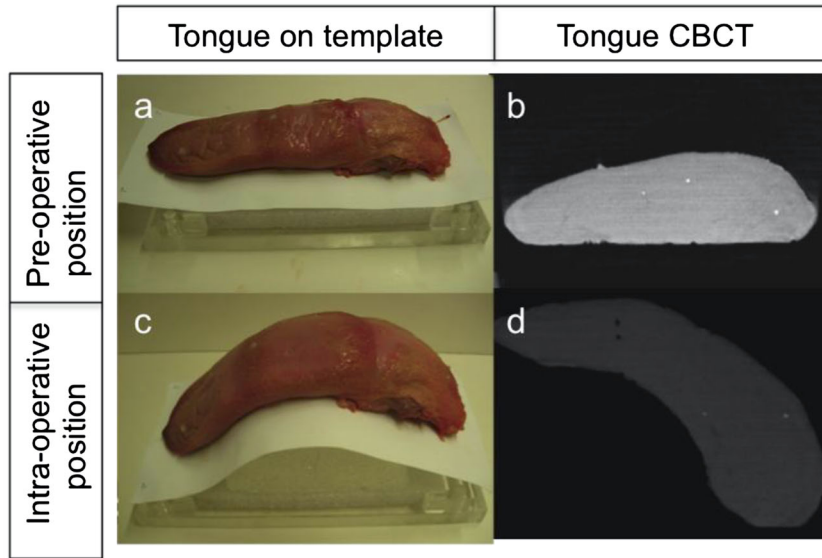 Tongue on template
Tongue CBCT
Pre-operative
position
a
b
Intra-operative
position
c
d